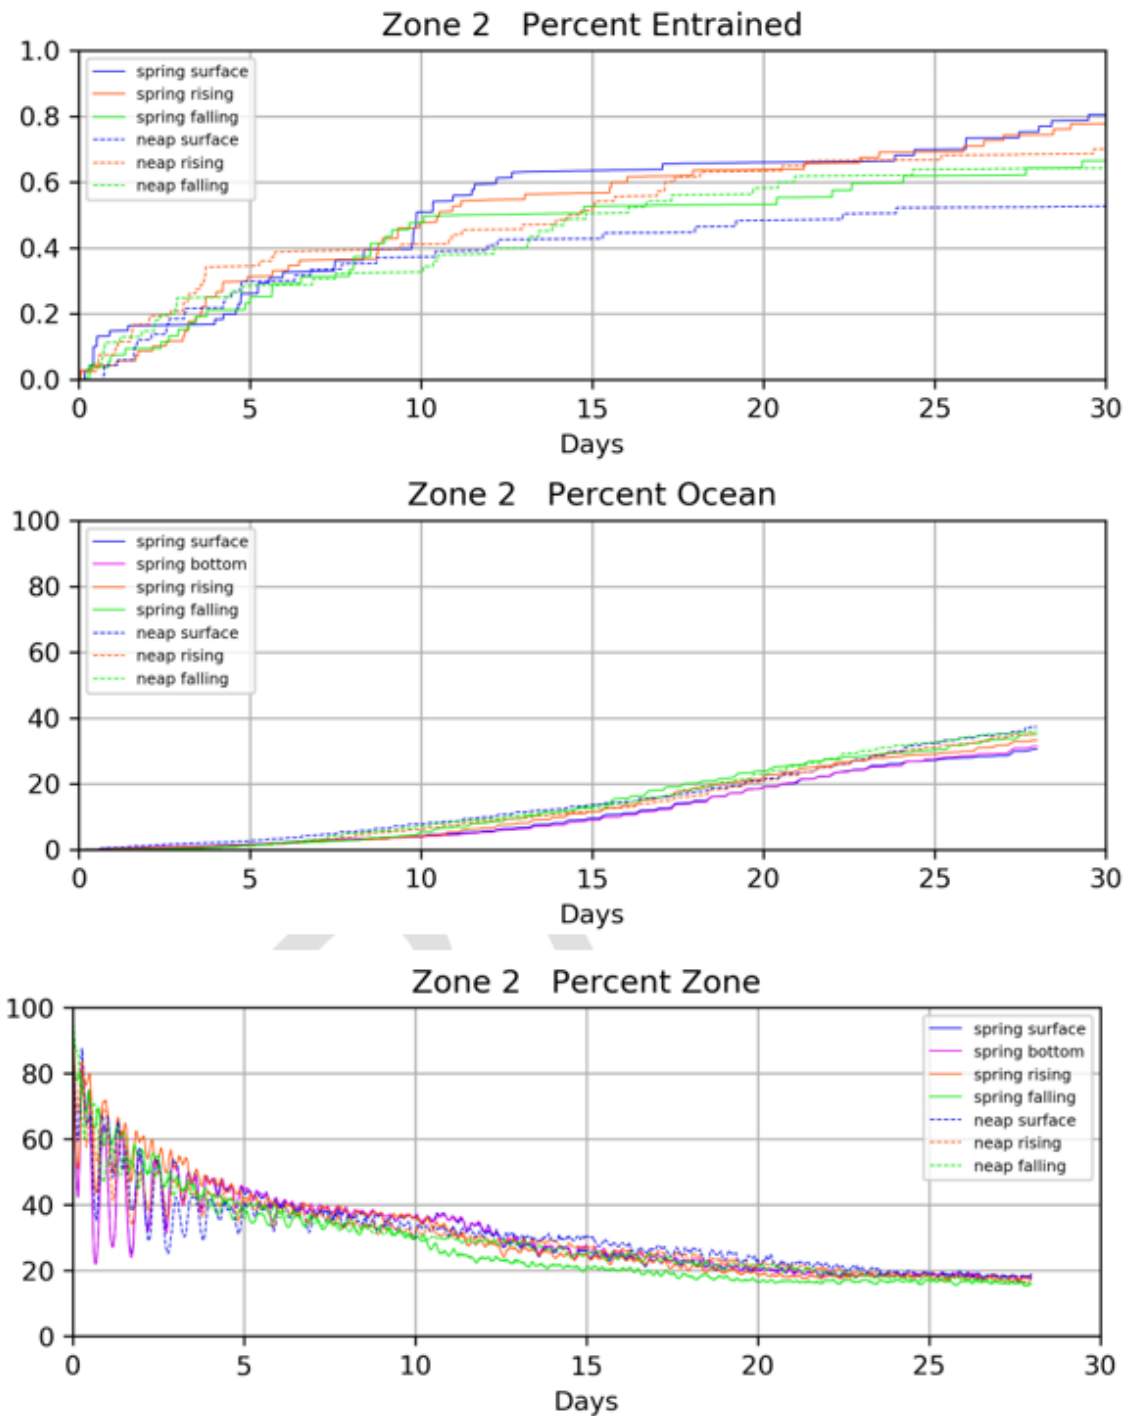 Zone 2 Percent Entrained
1.0
0.8
0.6
0.4
0.2
0.0
spring surface
spring rising
spring falling
neap surface
neap rising
neap falling
0 5 10 15 20 25 30
Days
Zone 2 Percent Ocean
100
80
60
40
20
0
spring surface
spring bottom
spring rising
spring falling
neap surface
neap rising
neap falling
0 5 10 15 20 25 30
Days
Zone 2 Percent Zone
100
80
60
40
20
0
spring surface
spring bottom
spring rising
spring falling
neap surface
neap rising
neap falling
0 5 10 15 20 25 30
Days